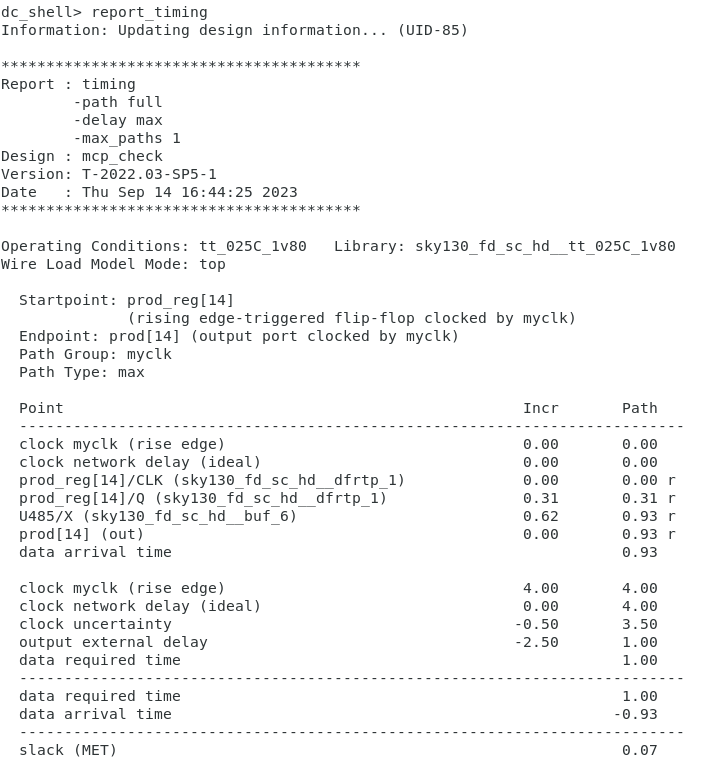 dc_shell> report_timing
Information: Updating design information... (UID-85)
****************************************
Report : timing
        -path full
        -delay max
        -max_paths 1
Design : mcp_check
Version: T-2022.03-SP5-1
Date   : Thu Sep 14 16:44:25 2023
****************************************
Operating Conditions: tt_025C_1v80   Library: sky130_fd_sc_hd__tt_025C_1v80
Wire Load Model Mode: top
  Startpoint: prod_reg[14]
              (rising edge-triggered flip-flop clocked by myclk)
  Endpoint: prod[14] (output port clocked by myclk)
  Path Group: myclk
  Path Type: max
  Point                                                   Incr       Path
  --------------------------------------------------------------------------
  clock myclk (rise edge)                                 0.00       0.00
  clock network delay (ideal)                             0.00       0.00
  prod_reg[14]/CLK (sky130_fd_sc_hd__dfrtp_1)             0.00       0.00 r
  prod_reg[14]/Q (sky130_fd_sc_hd__dfrtp_1)               0.31       0.31 r
  U485/X (sky130_fd_sc_hd__buf_6)                         0.62       0.93 r
  prod[14] (out)                                          0.00       0.93 r
  data arrival time                                                  0.93
  clock myclk (rise edge)                                 4.00       4.00
  clock network delay (ideal)                             0.00       4.00
  clock uncertainty                                      -0.50       3.50
  output external delay                                  -2.50       1.00
  data required time                                                 1.00
  --------------------------------------------------------------------------
  data required time                                                 1.00
  data arrival time                                                 -0.93
  --------------------------------------------------------------------------
  slack (MET)                                                        0.07